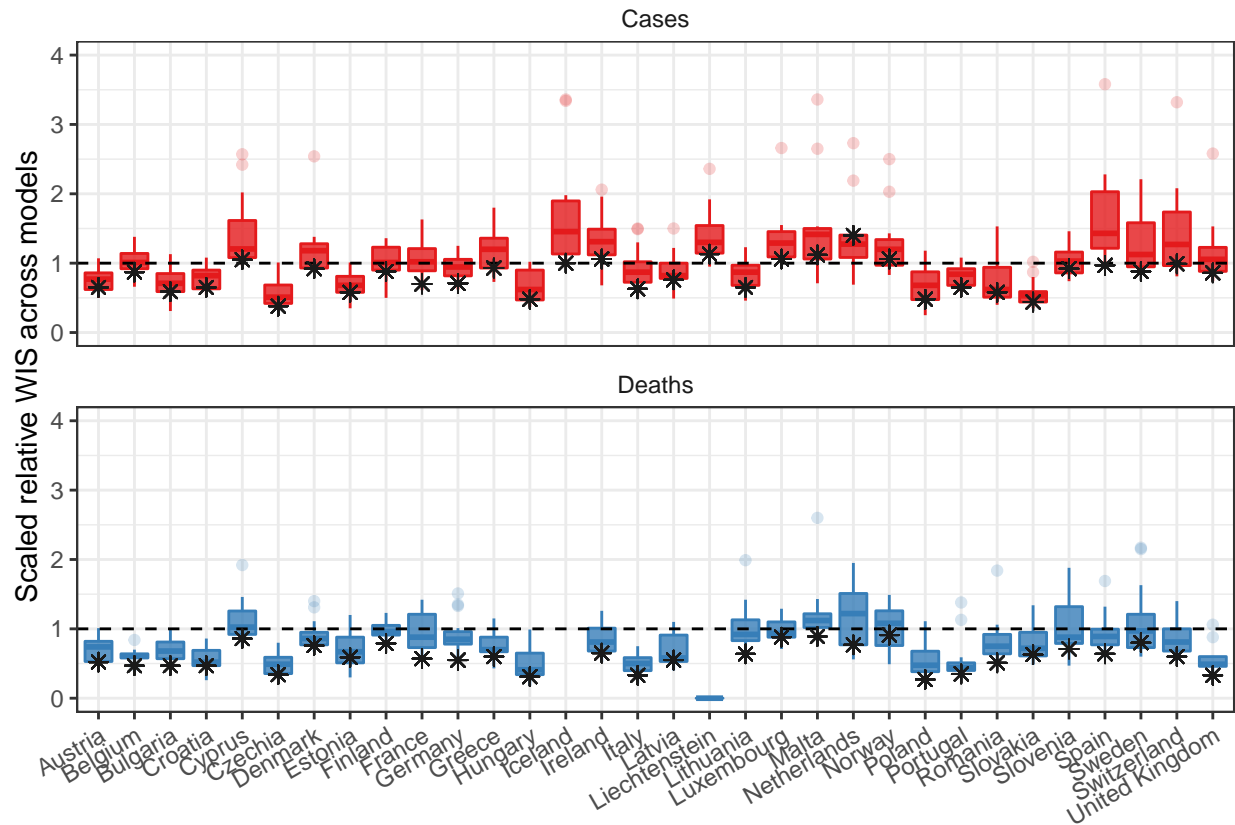 Cases
4
3
2
1
0
Scaled relative WIS across models
Deaths
4
3
2
1
0
Austria
Belgium
Bulgaria
Croatia
Cyprus
Czechia
Denmark
Estonia
Finland
France
Germany
Greece
Hungary
Iceland
Ireland
Italy
Latvia
Liechtenstein
Lithuania
Luxembourg
Malta
Netherlands
Norway
Poland
Portugal
Romania
Slovakia
Slovenia
Spain
Sweden
Switzerland
United Kingdom